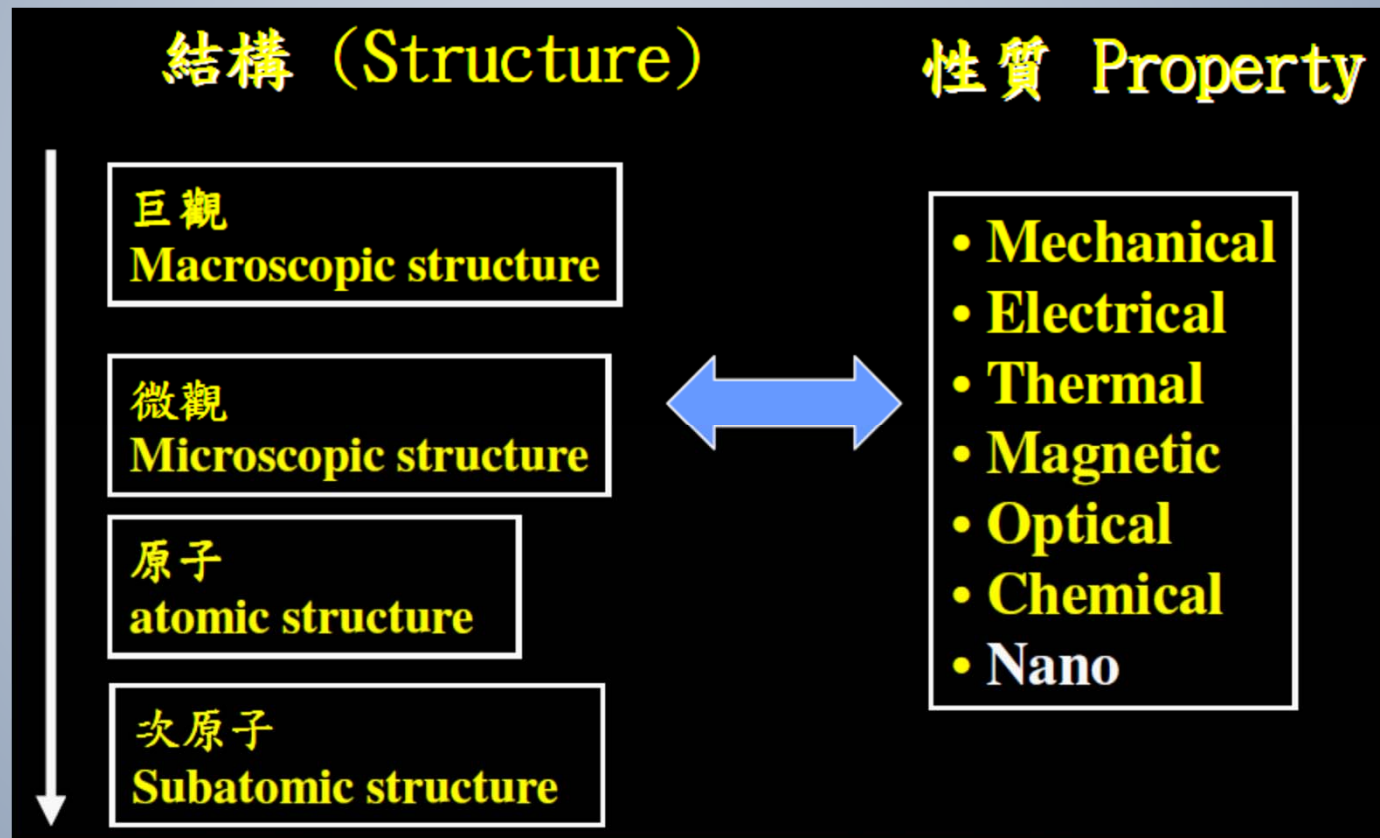 結構 (Structure)
巨觀
Macroscopic structure
微觀
Microscopic structure
原子
atomic structure
次原子
Subatomic structure
性質 Property
• Mechanical
• Electrical
• Thermal
• Magnetic
• Optical
• Chemical
• Nano